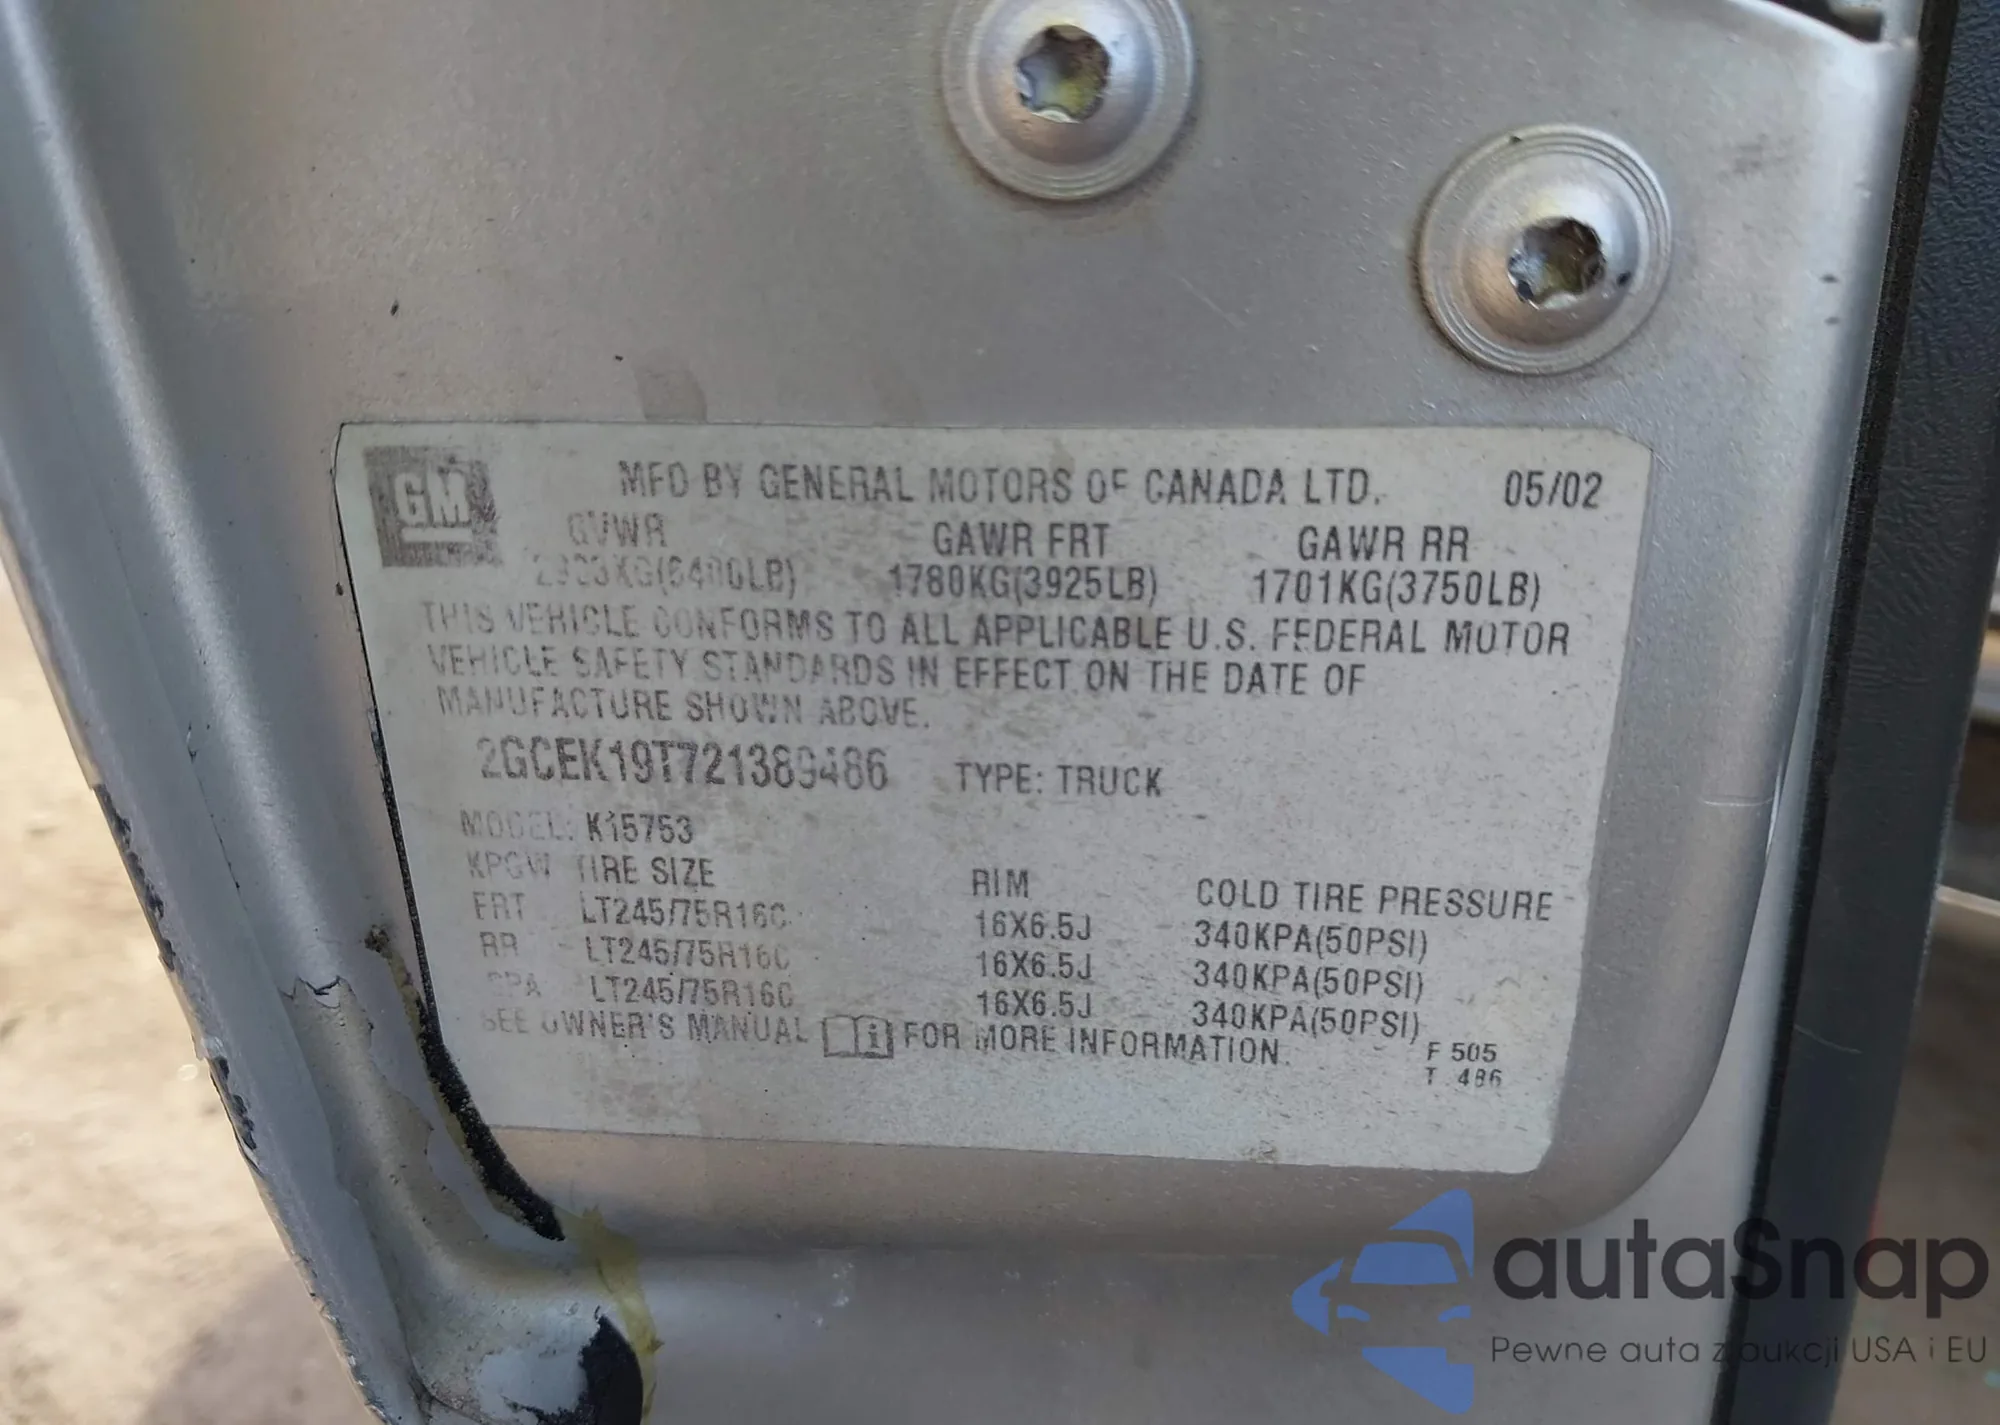 GM
MFD BY GENERAL MOTORS OF CANADA LTD. 05/02
GVWR GAWR FRT GAWR RR
2903KG(6400LB) 1780KG(3925LB) 1701KG(3750LB)
THIS VEHICLE CONFORMS TO ALL APPLICABLE U.S. FEDERAL MOTOR
VEHICLE SAFETY STANDARDS IN EFFECT ON THE DATE OF
MANUFACTURE SHOWN ABOVE.
2GCEK19T721389486 TYPE: TRUCK
MODEL: K15753
KPGW TIRE SIZE RIM COLD TIRE PRESSURE
FRT LT245/75R16C 16X6.5J 340KPA(50PSI)
RR LT245/75R16C 16X6.5J 340KPA(50PSI)
SPA LT245/75R16C 16X6.5J 340KPA(50PSI)
SEE OWNER'S MANUAL i FOR MORE INFORMATION.
F 505
T 486
autaSnap
Pewne auta z aukcji USA i EU